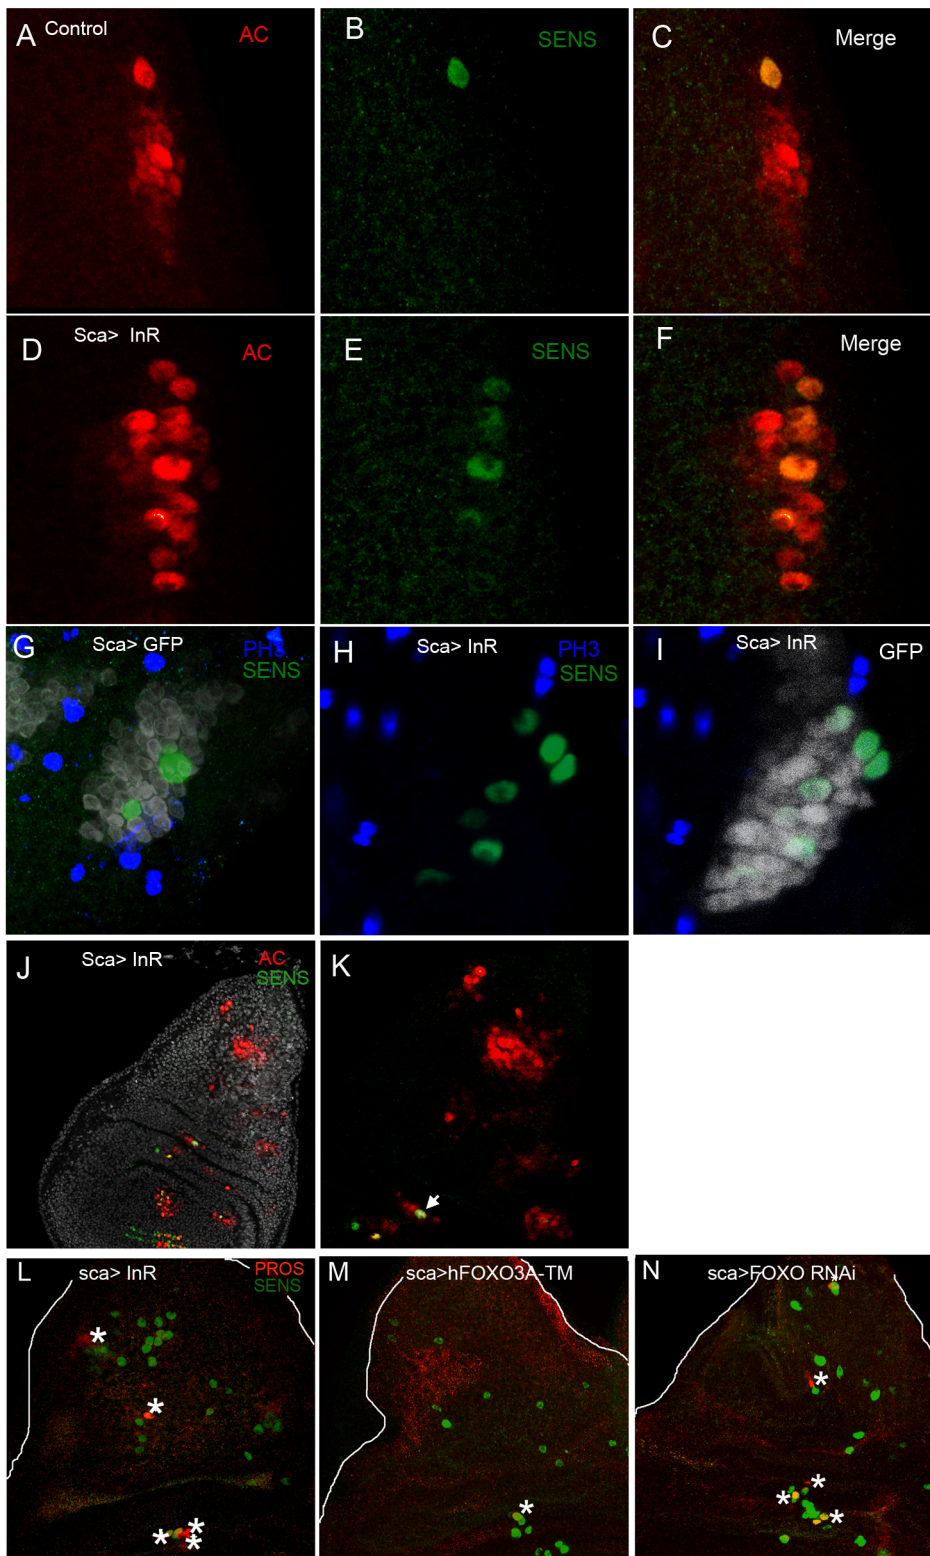 A Control AC
B SENS
C Merge
D Sca> InR AC
E SENS
F Merge
G Sca> GFP PH3
SENS
H Sca> InR PH3
SENS
I Sca> InR GFP
J Sca> InR AC
SENS
K
L sca> InR PROS
SENS
*
*
*
*
*
M sca>hFOXO3A-TM
*
N sca>FOXO RNAi
*
*
*
*
*